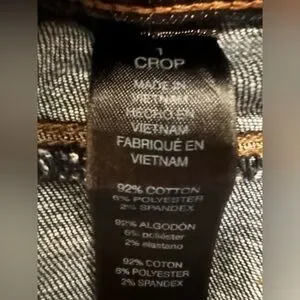 1
CROP
MADE IN
VIETNAM
HECHO EN
VIETNAM
FABRIQUÉ EN
VIETNAM
92% COTTON
6% POLYESTER
2% SPANDEX
92% ALGODÓN
6% poliéster
2% elastano
92% COTON
6% POLYESTER
2% SPANDEX